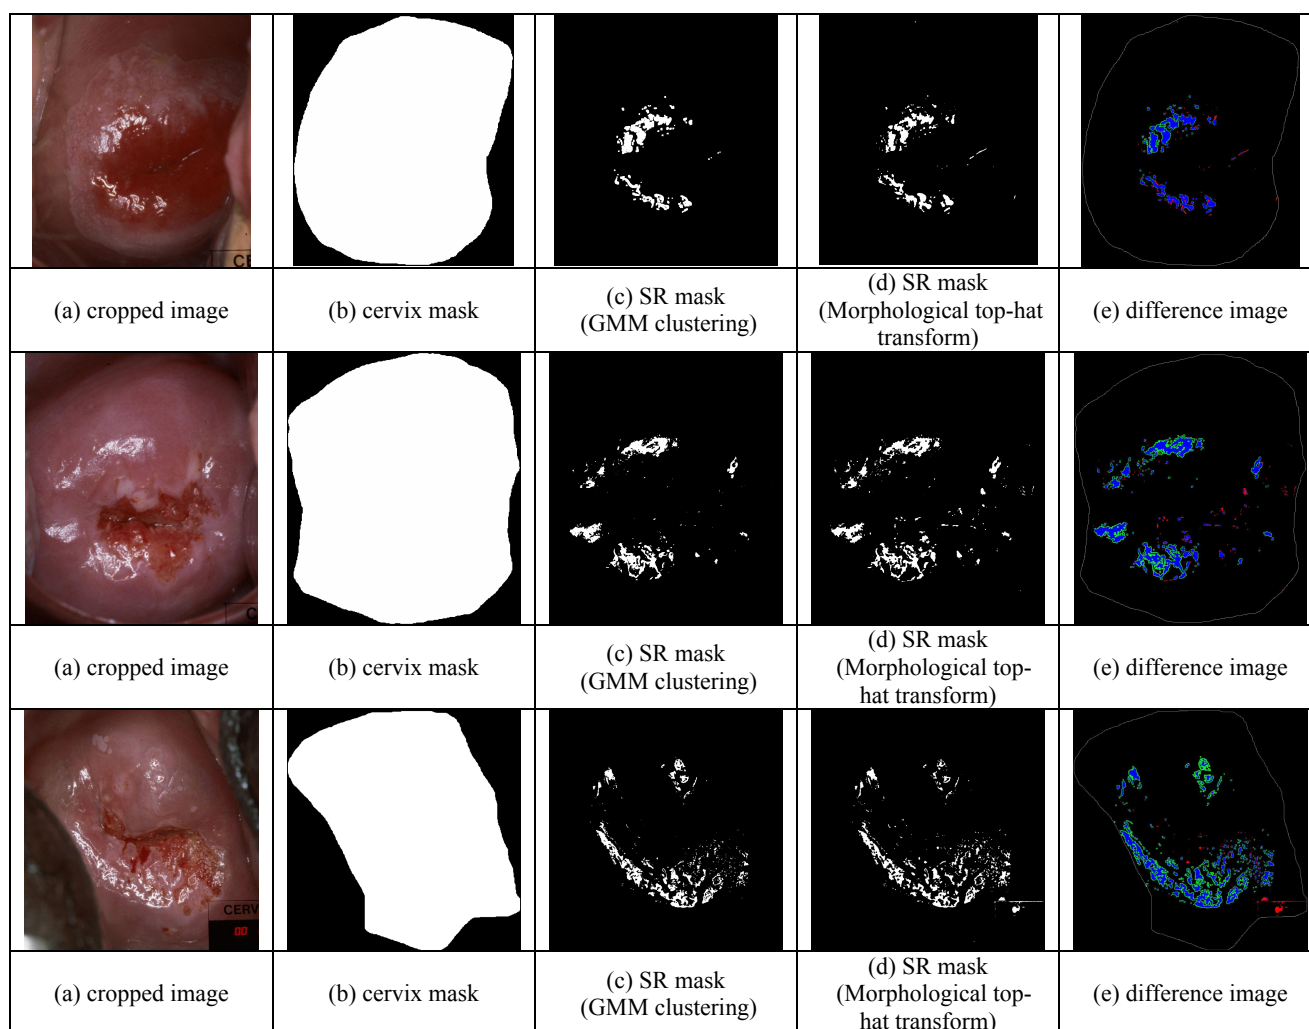 CE
(a) cropped image
(b) cervix mask
(c) SR mask
(GMM clustering)
(d) SR mask
(Morphological top-hat
transform)
(e) difference image
C
(a) cropped image
(b) cervix mask
(c) SR mask
(GMM clustering)
(d) SR mask
(Morphological top-
hat transform)
(e) difference image
CERV
00
(a) cropped image
(b) cervix mask
(c) SR mask
(GMM clustering)
(d) SR mask
(Morphological top-
hat transform)
(e) difference image